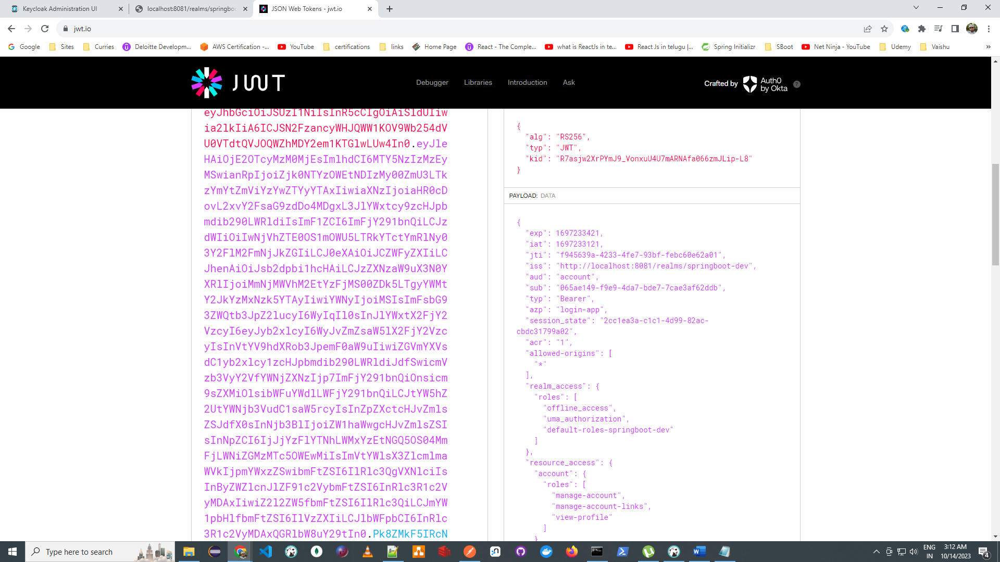 Keycloak Administration UI
localhost:8081/realms/springbo
JSON Web Tokens - jwt.io
jwt.io
Google
Sites
Curries
Deloitte Developm...
AWS Certification -...
YouTube
certifications
links
Home Page
React - The Comple...
what is ReactJs in te...
React Js in telugu |...
Spring Initializr
SBoot
Net Ninja - YouTube
Udemy
Vaishu
»
JWT
Debugger
Libraries
Introduction
Ask
Crafted by
Auth0
by Okta
?
eyJhbGciOiJSUzI1NiIsInR5cCIgOiAiSldUIiw
ia2lkIiA6ICJSN2FzancyWHJQWW1KOV9Wb254dV
U0VTdtQVJOQWZhMDY2em1KTGlwLUw4In0.eyJle
HAiOjE2OTcyMzM0MjEsImlhdCI6MTY5NzIzMzEy
MSwianRpIjoiZjk0NTYzOWEtNDIzMy00ZmU3LTk
zYmYtZmViYzYwZTYyYTAxIiwiaXNzIjoiaHR0cD
ovL2xvY2FsaG9zdDo4MDgxL3JlYWxtcy9zcHJpb
mdib290LWRldiIsImF1ZCI6ImFjY291bnQiLCJz
dWIiOiIwNjVhZTE0OS1mOWU5LTRkYTctYmRlNy0
3Y2FlM2FmNjJkZGIiLCJ0eXAiOiJCZWFyZXIiLC
JhenAiOiJsb2dpbi1hcHAiLCJzZXNzaW9uX3N0Y
XRlIjoiMmNjMWVhM2EtYzFjMS00ZDk5LTgyYWMt
Y2JkYzMxNzk5YTAyIiwiYWNyIjoiMSIsImFsbG9
3ZWQtb3JpZ2lucyI6WyIqIl0sInJlYWxtX2FjY2
Vzcy​I6eyJyb2xlcyI6WyJvZmZsaW5lX2FjY2Vzc
yIsInVtYV9hdXRob3JpemF0aW9uIiwiZGVmYXVs
dC1yb2xlcy1zcHJpbmdib290LWRldiJdfSwicmV
zb3VyY2VfYWNjZXNzIjp7ImFjY291bnQiOnsicm
9sZXMiOlsibWFuYWdlLWFjY291bnQiLCJtYW5hZ
2UtYWNjb3VudC1saW5rcyIsInZpZXctcHJvZmls
ZSJdfX0sInNjb3BlIjoiZW1haWwgcHJvZmlsZSI
sInNpZCI6IjJjYzFlYTNhLWMxYzEtNGQ5OS04Mm
FjLWNiZGMzMTc5OWEwMiIsImVtYWlsX3Zlcmlma
WVkIjpmYWxzZSwibmFtZSI6IlRlc3QgVXNlciIs
InByZWZlcnJlZF91c2VybmFtZSI6InRlc3R1c2V
yMDAxIiwiZ2l2ZW5fbmFtZSI6IlRlc3QiLCJmYW
1pbHlfbmFtZSI6IlVzZXIiLCJlbWFpbCI6InRlc
3R1c2VyMDAxQGRlbW8uY29tIn0.Pk8ZMkF5IRcN
{
"alg": "RS256",
"typ": "JWT",
"kid": "R7asjw2XrPYmJ9_VonxuU4U7mARNAfa066zmJLip-L8"
}
PAYLOAD: DATA
{
"exp": 1697233421,
"iat": 1697233121,
"jti": "f945639a-4233-4fe7-93bf-febc60e62a01",
"iss": "http://localhost:8081/realms/springboot-dev",
"aud": "account",
"sub": "065ae149-f9e9-4da7-bde7-7cae3af62ddb",
"typ": "Bearer",
"azp": "login-app",
"session_state": "2cc1ea3a-c1c1-4d99-82ac-
cbdc31799a02",
"acr": "1",
"allowed-origins": [
"*"
],
"realm_access": {
"roles": [
"offline_access",
"uma_authorization",
"default-roles-springboot-dev"
]
},
"resource_access": {
"account": {
"roles": [
"manage-account",
"manage-account-links",
"view-profile"
]
}
Type here to search
ENG
IN
3:12 AM
10/14/2023
4